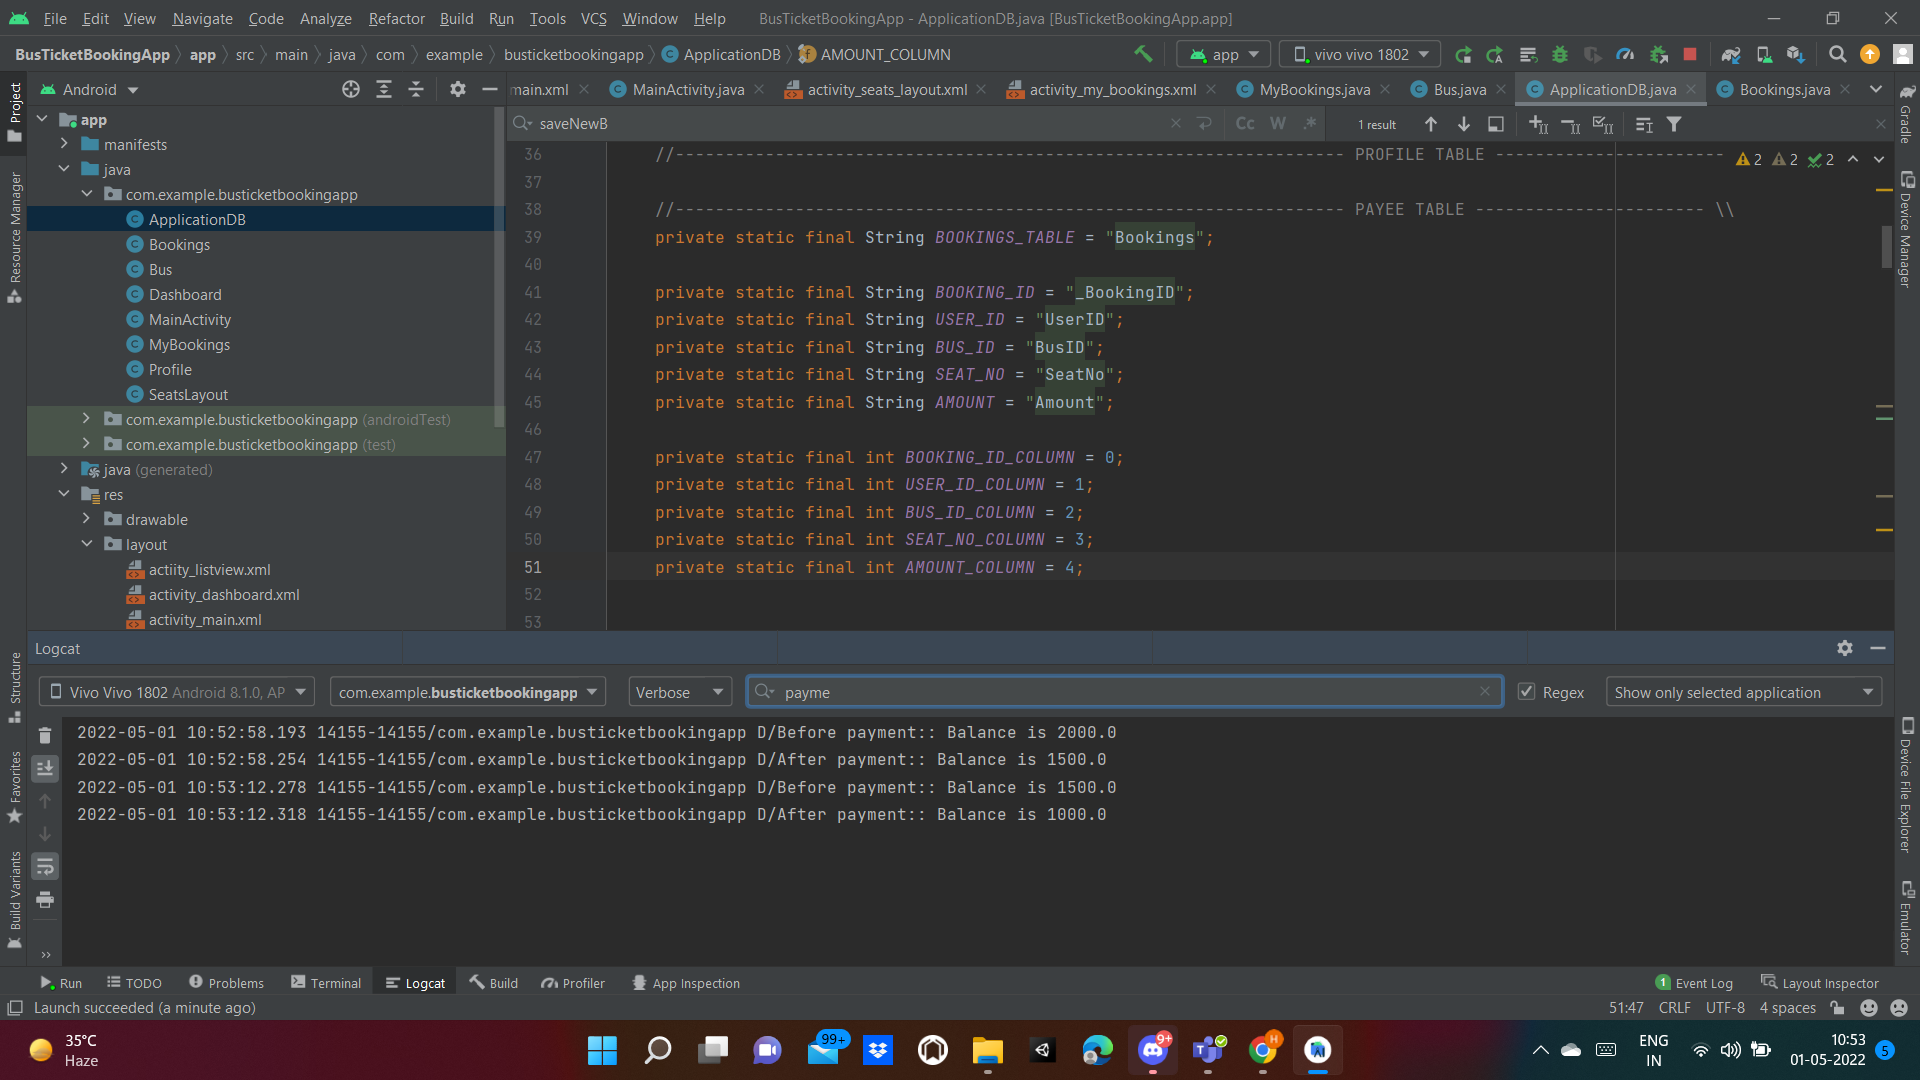 File Edit View Navigate Code Analyze Refactor Build Run Tools VCS Window Help BusTicketBookingApp - ApplicationDB.java [BusTicketBookingApp.app]
BusTicketBookingApp app src main java com example busticketbookingapp ApplicationDB AMOUNT_COLUMN app vivo vivo 1802
Android
main.xml MainActivity.java activity_seats_layout.xml activity_my_bookings.xml MyBookings.java Bus.java ApplicationDB.java Bookings.java
saveNewB Cc W .* 1 result
Project
Resource Manager
Structure
Favorites
Build Variants
app
manifests
java
com.example.busticketbookingapp
ApplicationDB
Bookings
Bus
Dashboard
MainActivity
MyBookings
Profile
SeatsLayout
com.example.busticketbookingapp (androidTest)
com.example.busticketbookingapp (test)
java (generated)
res
drawable
layout
actiity_listview.xml
activity_dashboard.xml
activity_main.xml
36 //------------------------------------------------------------------- PROFILE TABLE -----------------------
2 2 2
37
38 //------------------------------------------------------------------- PAYEE TABLE ----------------------- \\
39 private static final String BOOKINGS_TABLE = "Bookings";
40
41 private static final String BOOKING_ID = "_BookingID";
42 private static final String USER_ID = "UserID";
43 private static final String BUS_ID = "BusID";
44 private static final String SEAT_NO = "SeatNo";
45 private static final String AMOUNT = "Amount";
46
47 private static final int BOOKING_ID_COLUMN = 0;
48 private static final int USER_ID_COLUMN = 1;
49 private static final int BUS_ID_COLUMN = 2;
50 private static final int SEAT_NO_COLUMN = 3;
51 private static final int AMOUNT_COLUMN = 4;
52
53
Gradle
Device Manager
Device File Explorer
Emulator
Logcat
Vivo Vivo 1802 Android 8.1.0, AP com.example.busticketbookingapp Verbose payme Regex Show only selected application
2022-05-01 10:52:58.193 14155-14155/com.example.busticketbookingapp D/Before payment:: Balance is 2000.0
2022-05-01 10:52:58.254 14155-14155/com.example.busticketbookingapp D/After payment:: Balance is 1500.0
2022-05-01 10:53:12.278 14155-14155/com.example.busticketbookingapp D/Before payment:: Balance is 1500.0
2022-05-01 10:53:12.318 14155-14155/com.example.busticketbookingapp D/After payment:: Balance is 1000.0
Run TODO Problems Terminal Logcat Build Profiler App Inspection 1 Event Log Layout Inspector
Launch succeeded (a minute ago) 51:47 CRLF UTF-8 4 spaces
35°C
Haze
99+
9+
H
ENG
IN
10:53
01-05-2022
5